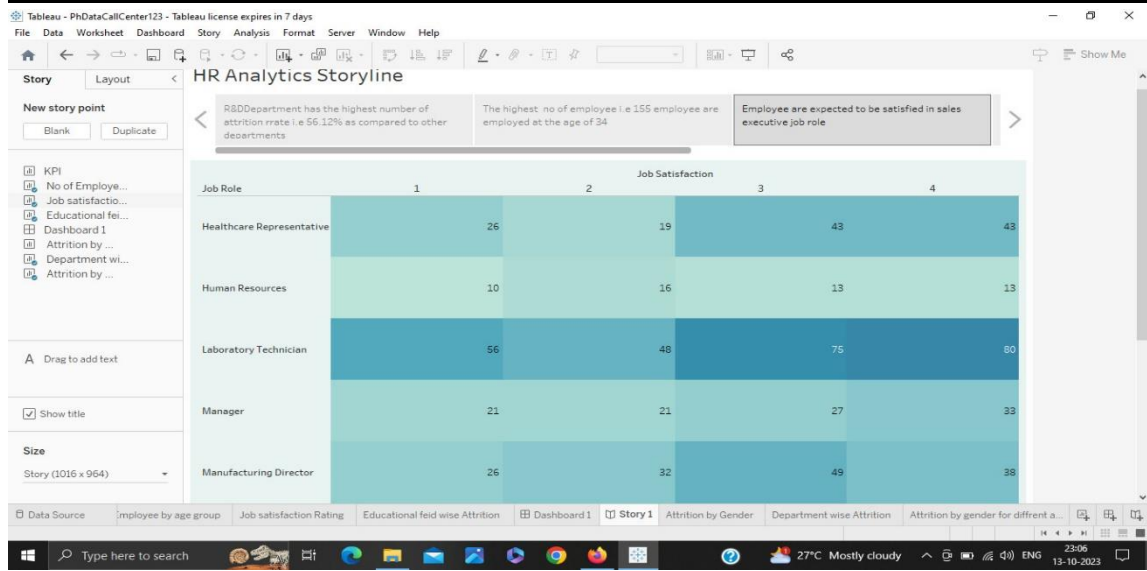 Tableau - PhDataCallCenter123 - Tableau license expires in 7 days
File Data Worksheet Dashboard Story Analysis Format Server Window Help
Show Me
Story Layout
New story point
Blank Duplicate
KPI
No of Employe...
Job satisfactio...
Educational fei...
Dashboard 1
Attrition by ...
Department wi...
Attrition by ...
A Drag to add text
Show title
Size
Story (1016 x 964)
HR Analytics Storyline
R&DDepartment has the highest number of
attrition rrate i.e 56.12% as compared to other
departments
The highest no of employee i.e 155 employee are
employed at the age of 34
Employee are expected to be satisfied in sales
executive job role
Job Satisfaction
Job Role 1 2 3 4
Healthcare Representative 26 19 43 43
Human Resources 10 16 13 13
Laboratory Technician 56 48 75 80
Manager 21 21 27 33
Manufacturing Director 26 32 49 38
Data Source Employee by age group Job satisfaction Rating Educational feid wise Attrition Dashboard 1 Story 1 Attrition by Gender Department wise Attrition Attrition by gender for diffrent a...
Type here to search
27°C Mostly cloudy ENG 23:06
13-10-2023